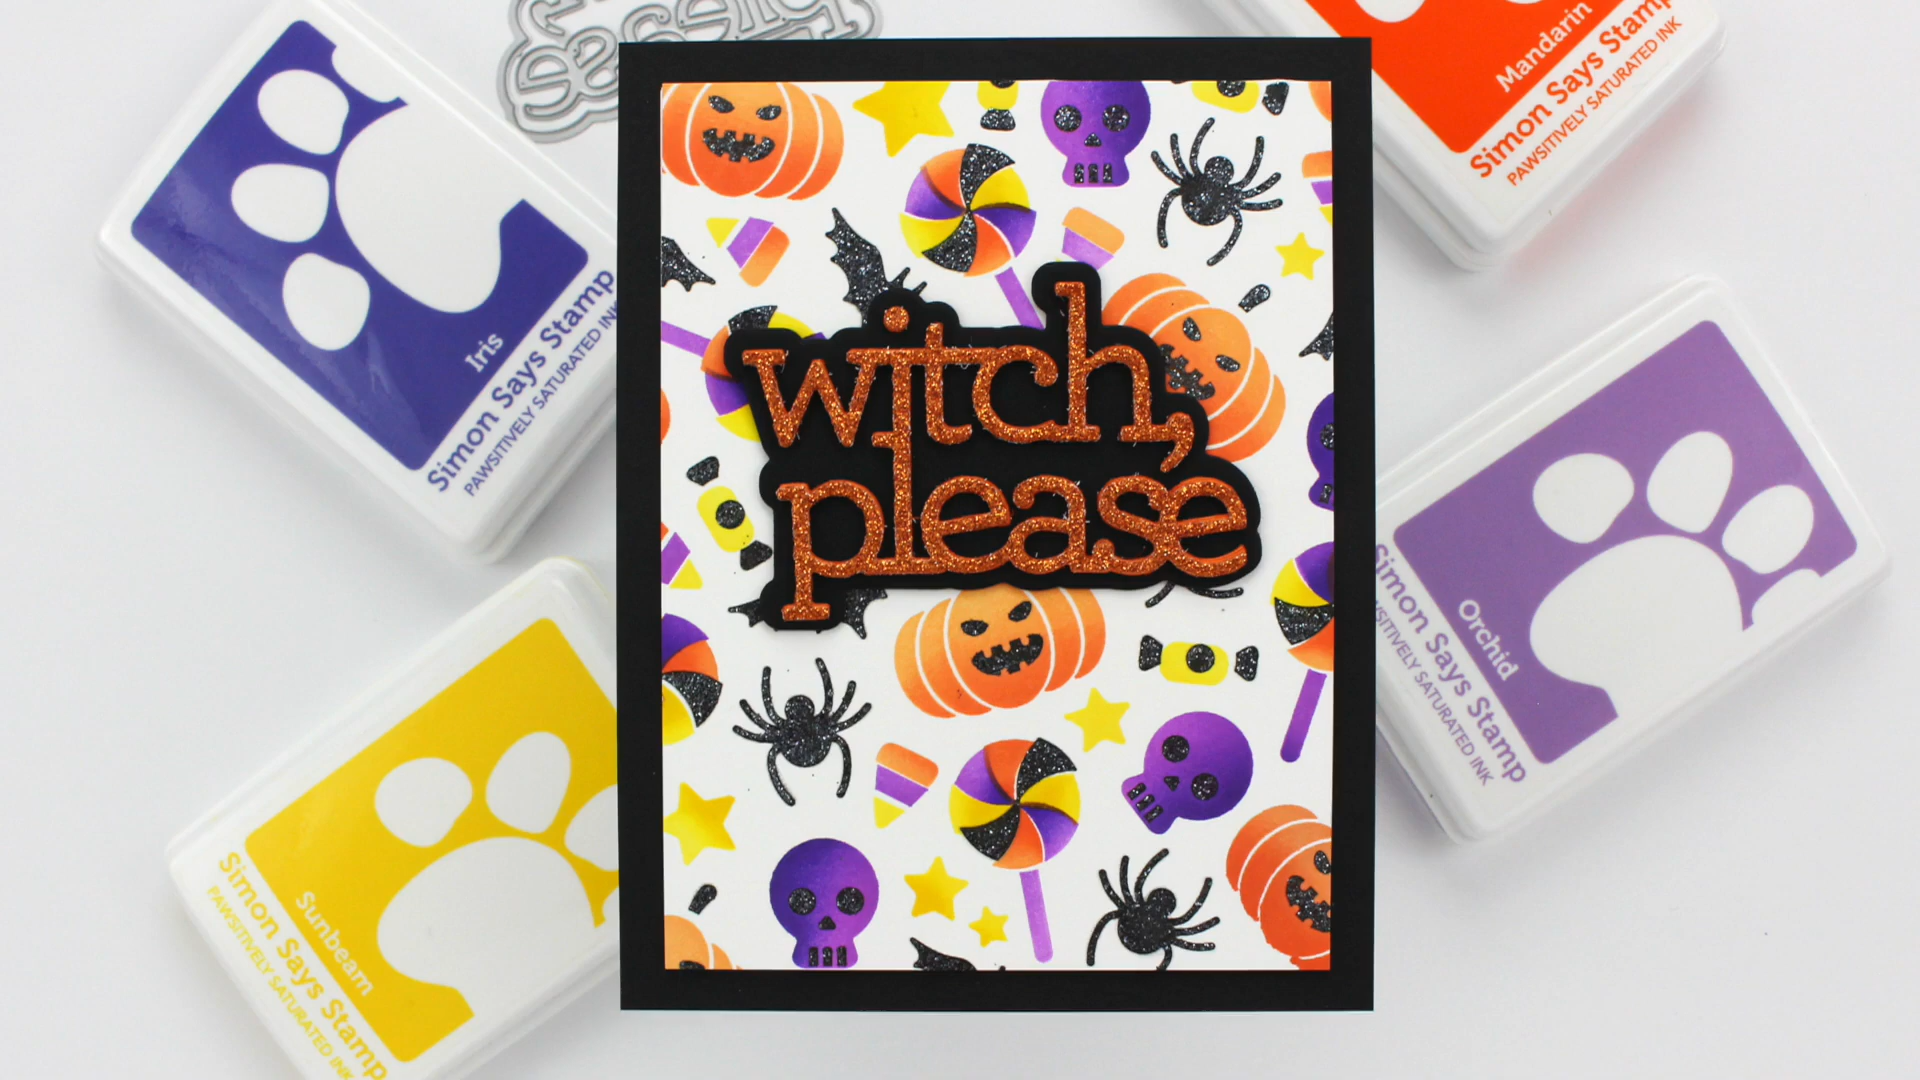 Iris
Simon Says Stamp
PAWSITIVELY SATURATED INK
please
Mandarin
Simon Says Stamp
PAWSITIVELY SATURATED INK
witch,
please
Sunbeam
Simon Says Stamp
PAWSITIVELY SATURATED INK
Orchid
Simon Says Stamp
PAWSITIVELY SATURATED INK